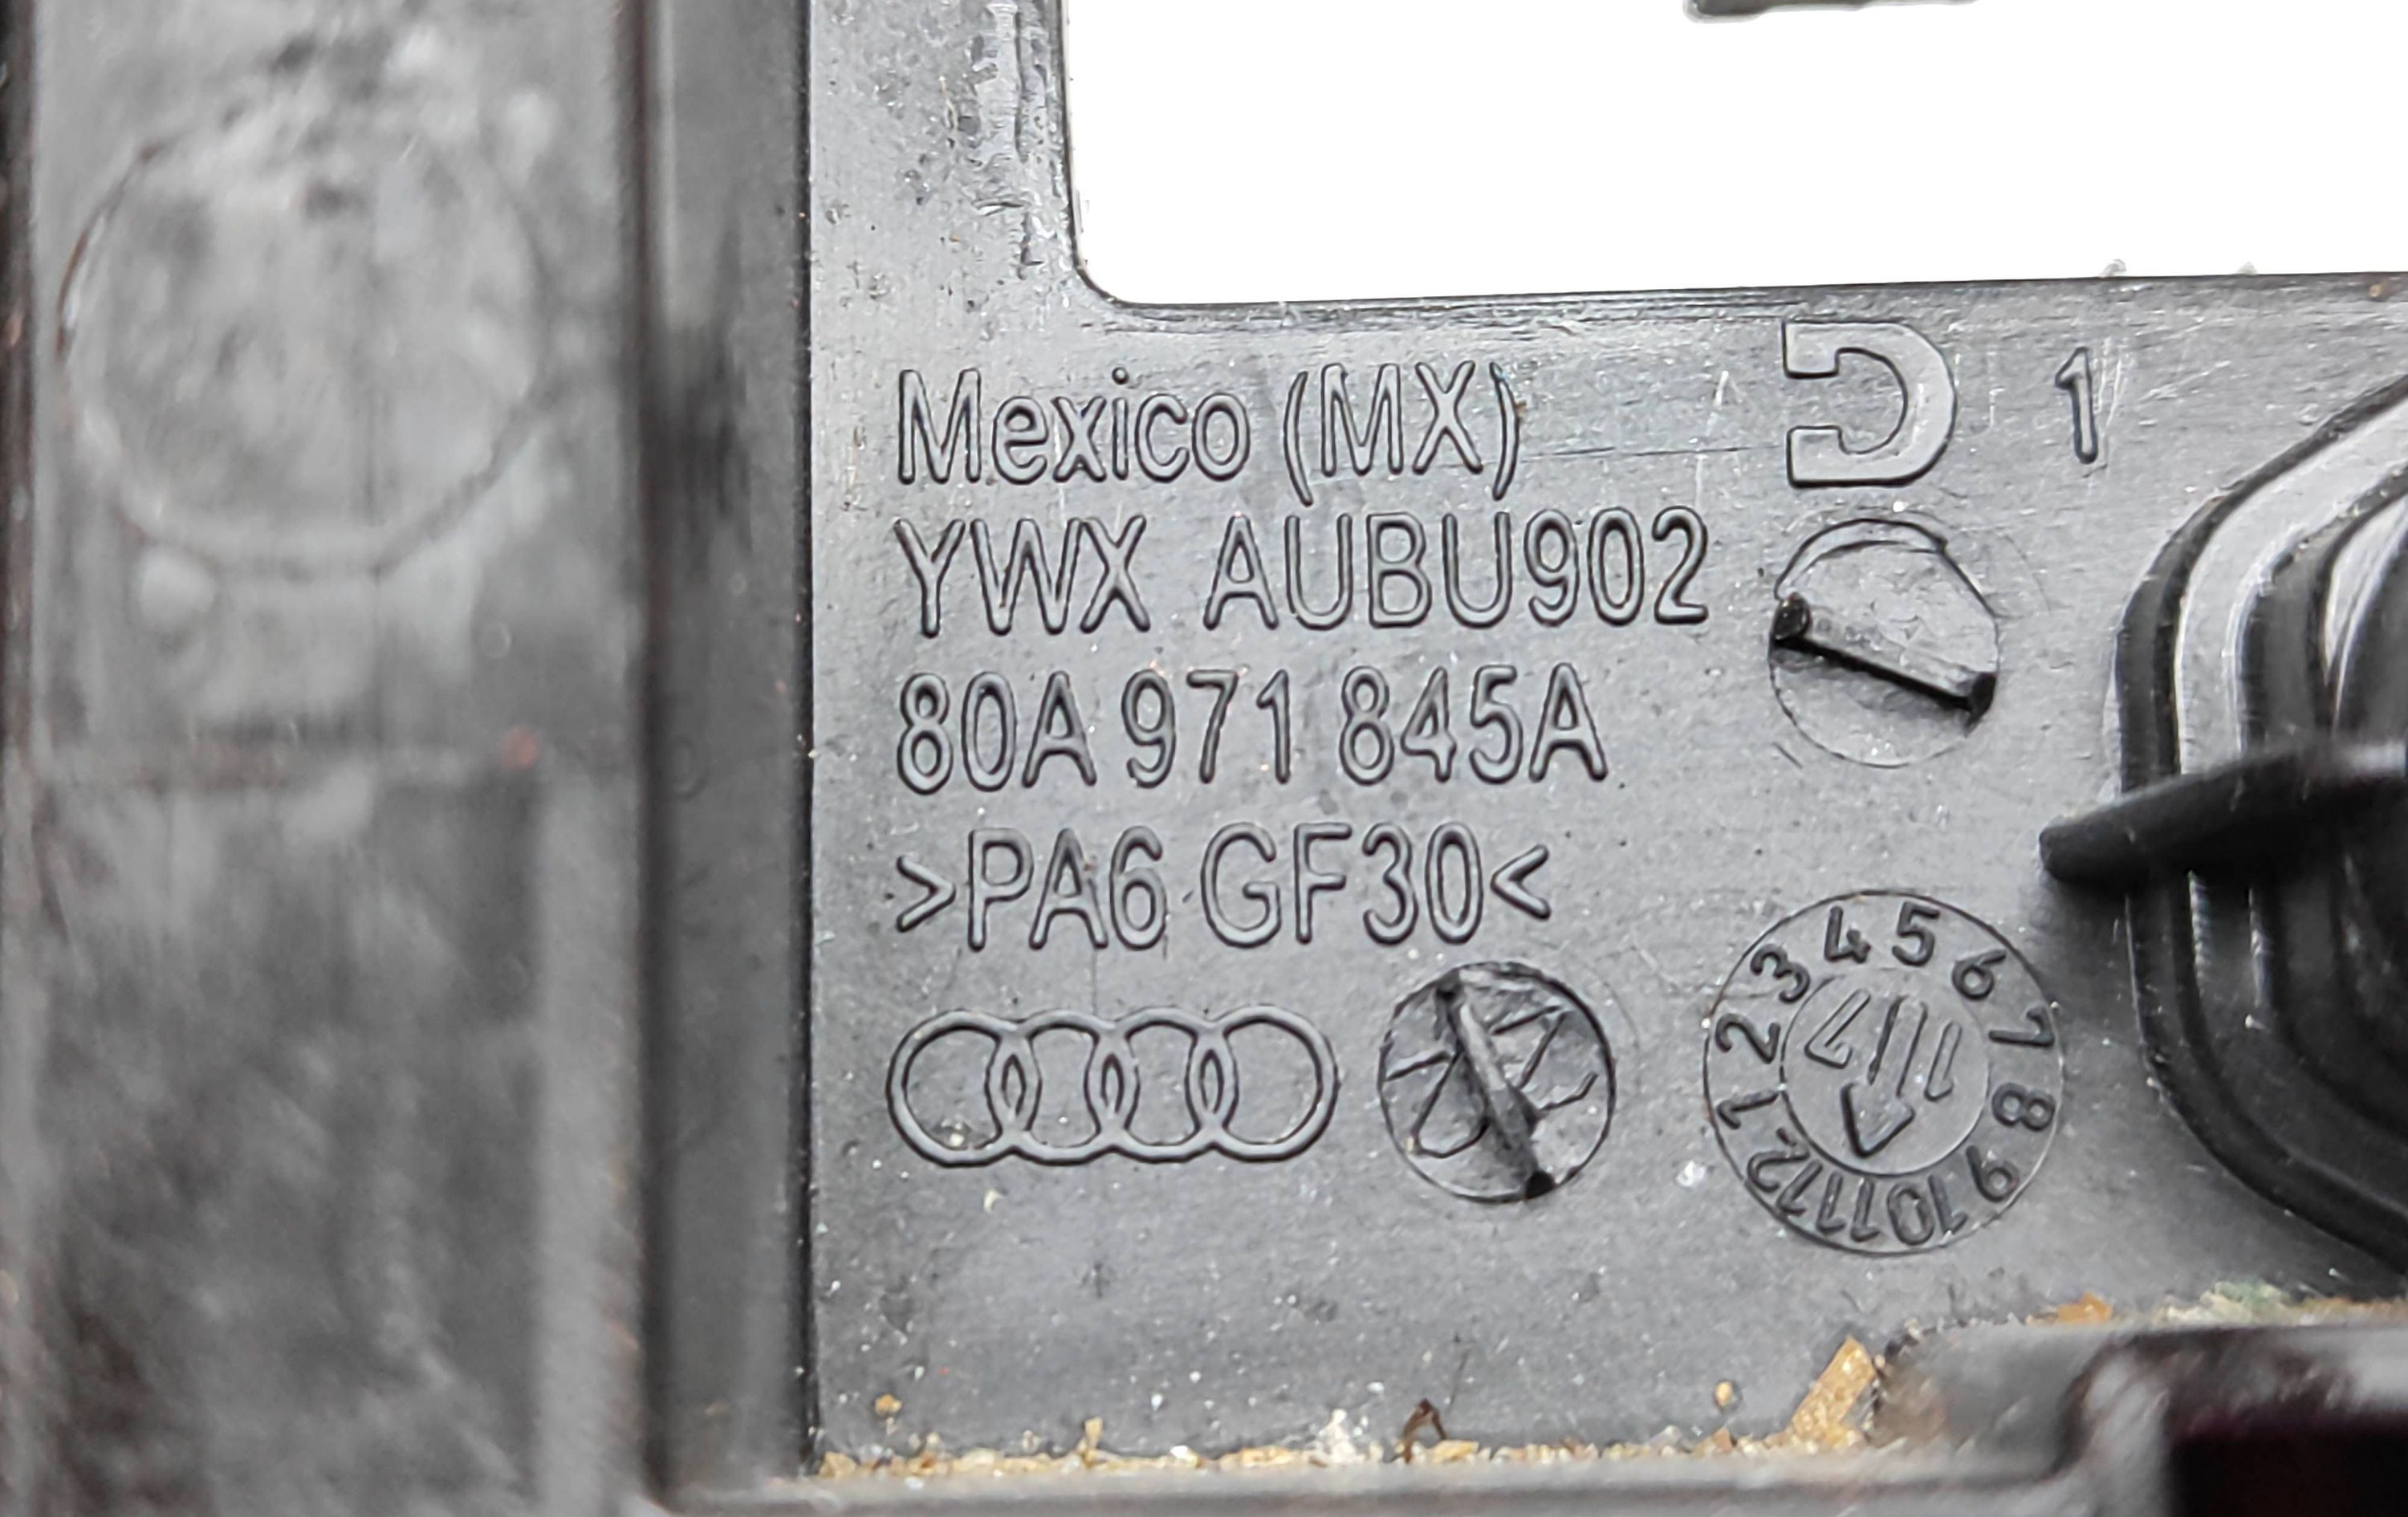 Mexico (MX)
1
YWX AUBU902
80A 971 845A
>PA6 GF30<
1 2 3 4 5 6 7 8 9 10 11 12